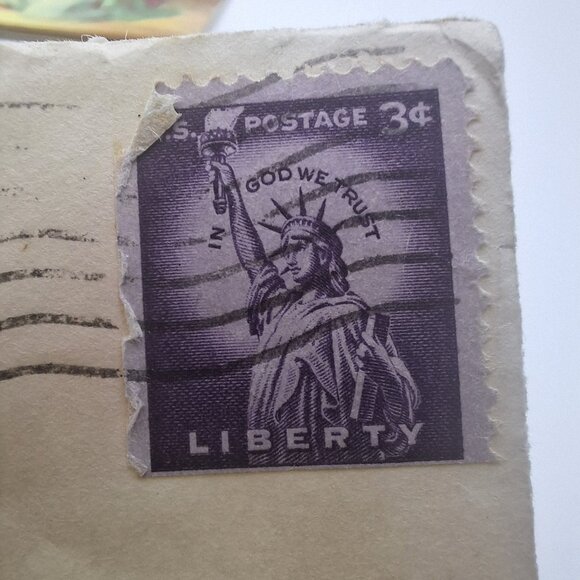 .S. POSTAGE 3¢
IN GOD WE TRUST
LIBERTY